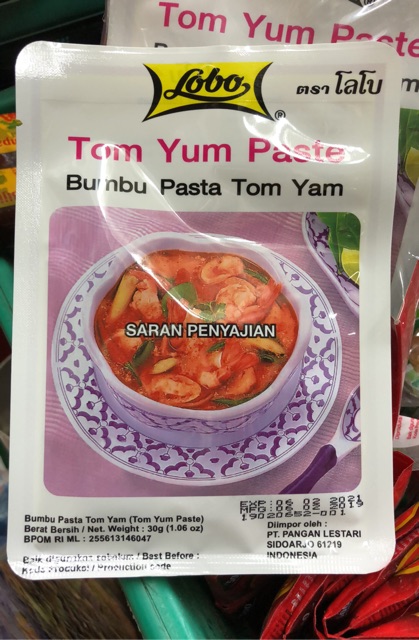 Tom Yum Paste
Lobo
®
ตรา โลโบ
Tom Yum Paste
Bumbu Pasta Tom Yam
SARAN PENYAJIAN
EXP: 06 02 2021
MFG: 06 02 2019
19020652-001
Bumbu Pasta Tom Yam (Tom Yum Paste)
Berat Bersih / Net. Weight : 30g (1.06 oz)
BPOM RI ML : 255613146047
Baik digunakan sebelum / Best Before :
Kode Produksi / Production code
Diimpor oleh :
PT. PANGAN LESTARI
SIDOARJO 61219
INDONESIA